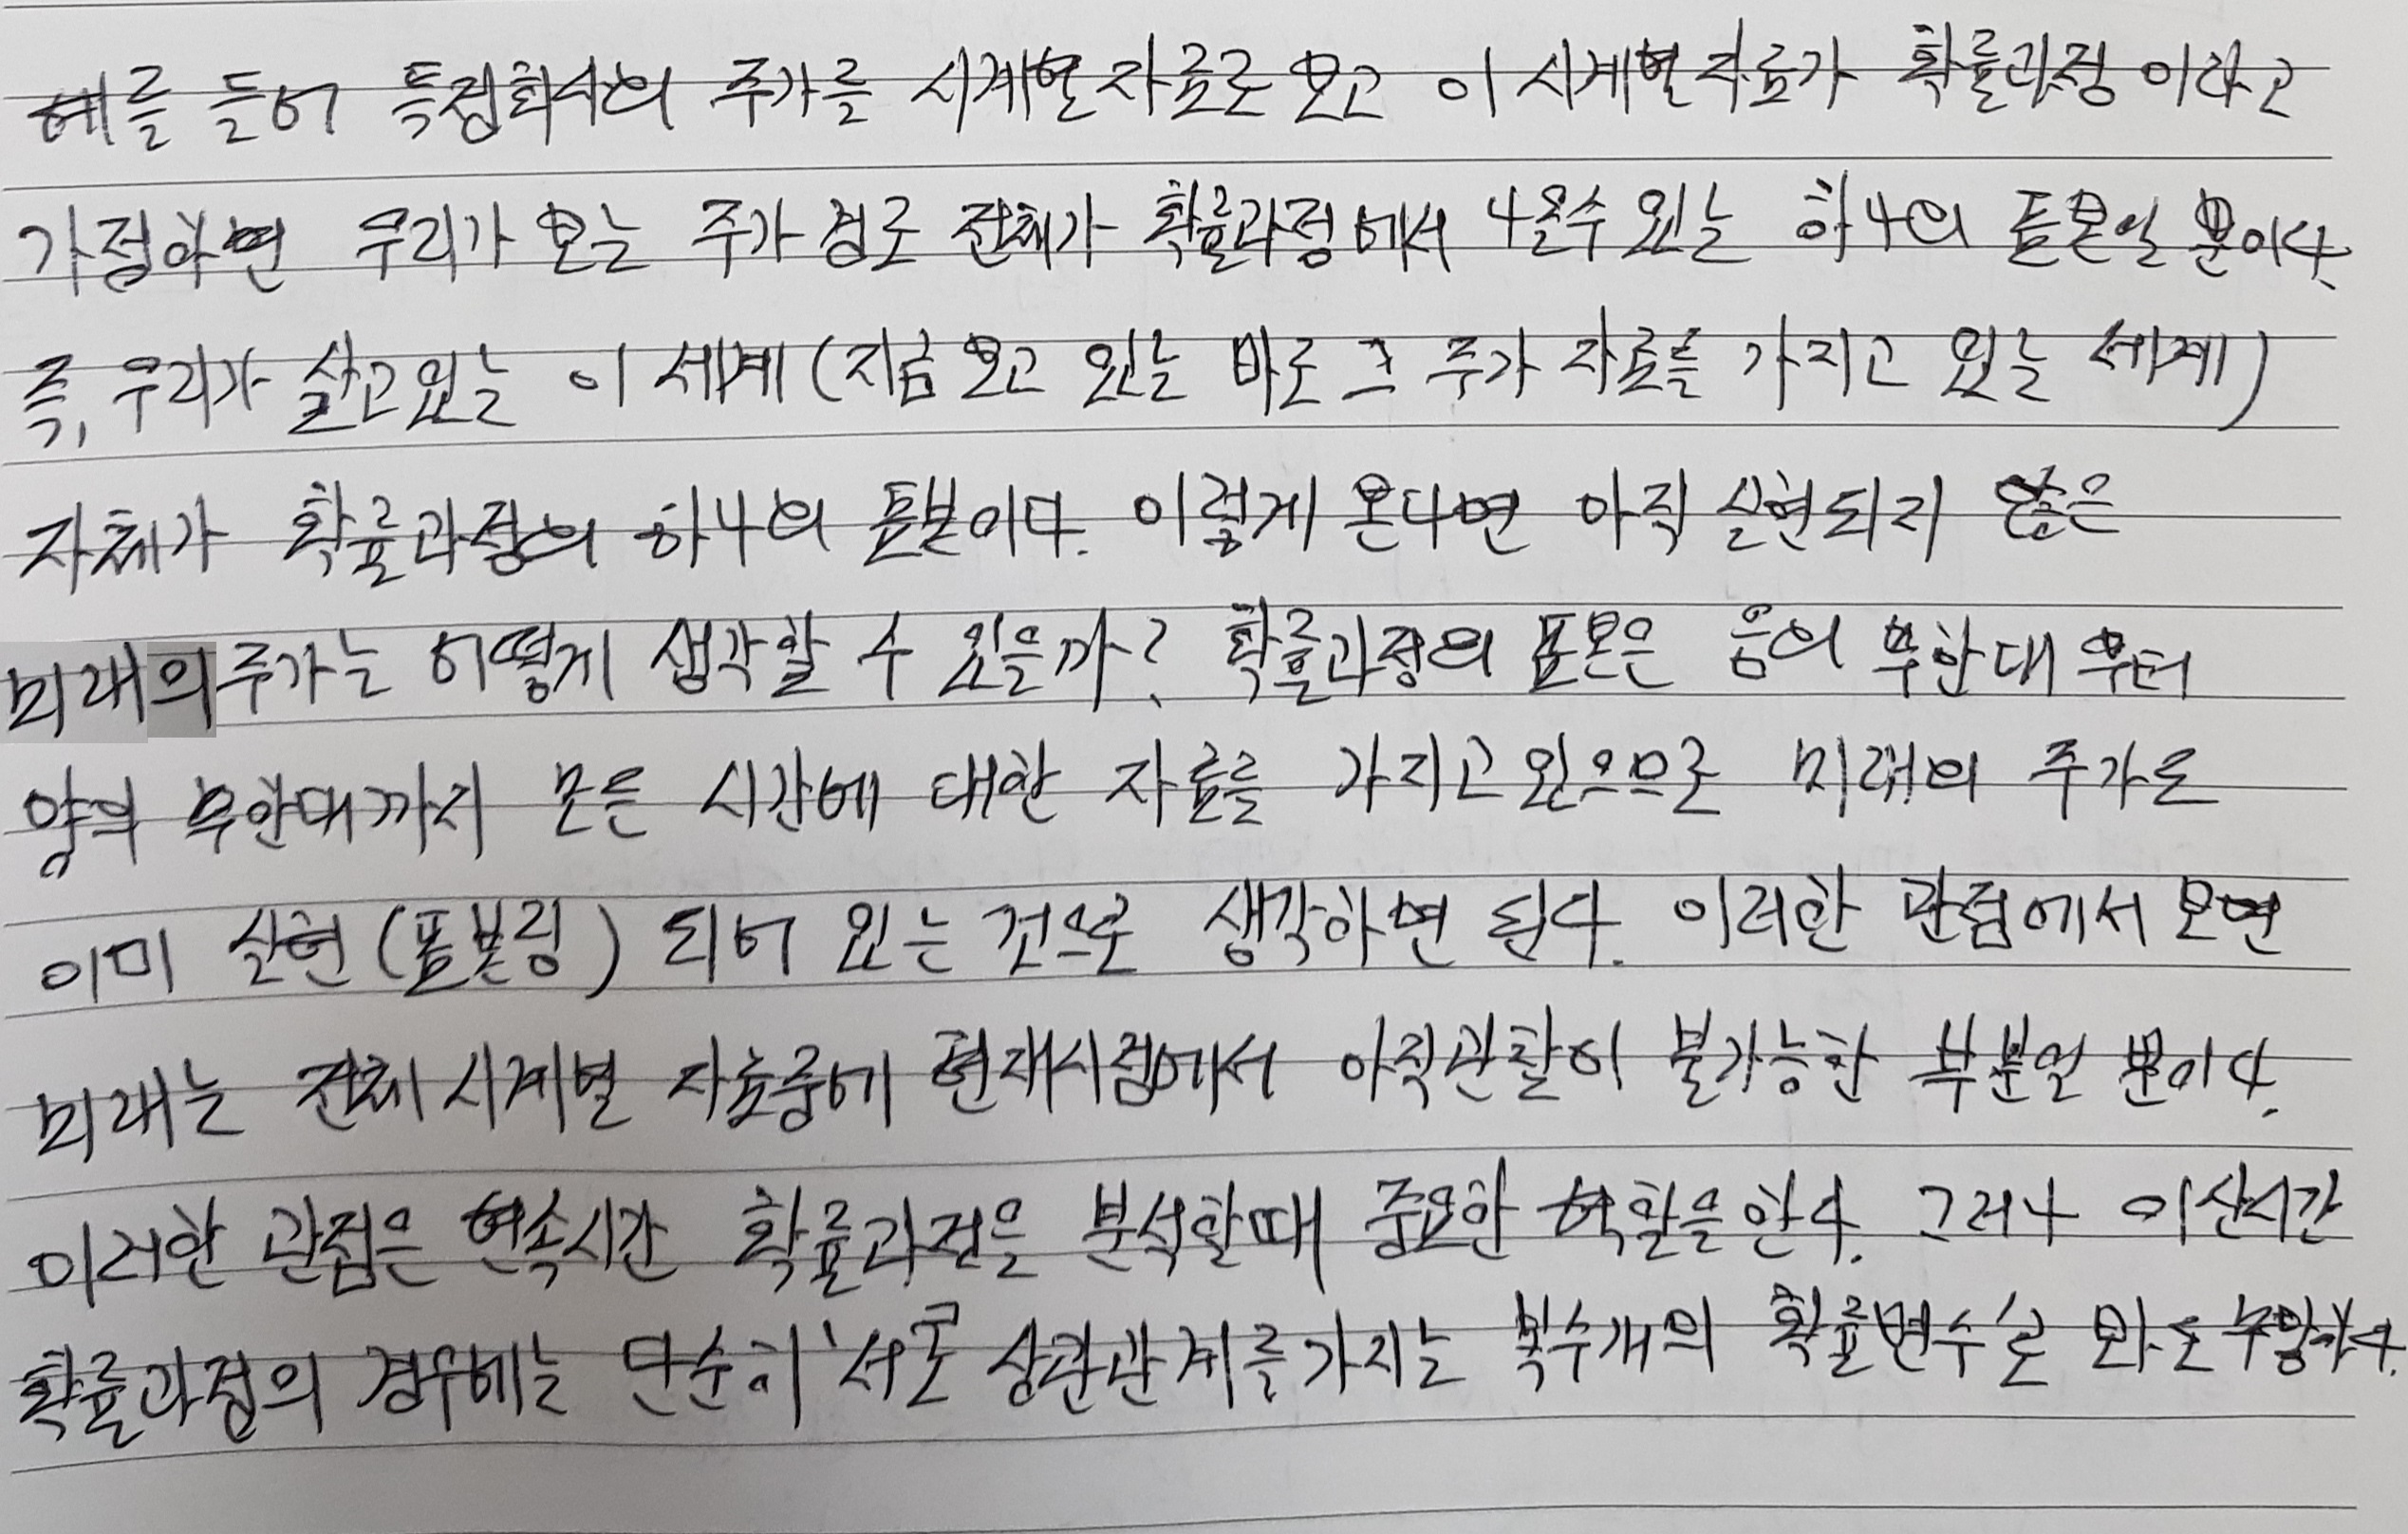 예를 들어 특정회사의 주가를 시계열자료로 보고 이 시계열자료가 확률과정이라고
가정하면 우리가 보는 주가 경로 전체가 확률과정에서 나올수 있는 하나의 표본일 뿐이다.
즉, 우리가 살고있는 이 세계(지금 보고 있는 바로 그 주가 자료를 가지고 있는 세계)
자체가 확률과정의 하나의 표본이다. 이렇게 본다면 아직 실현되지 않은
미래의주가는 어떻게 생각할 수 있을까? 확률과정의 표본은 음의 무한대 부터
양의 무한대까지 모든 시간에 대한 자료를 가지고 있으므로 미래의 주가도
이미 실현(표본링) 되어 있는 것으로 생각하면 된다. 이러한 관점에서 보면
미래는 전체 시계열 자료중에 현재시점에서 아직관찰이 불가능한 부분일 뿐이다.
이러한 관점은 연속시간 확률과정을 분석할때 중요한 역할을한다. 그러나 이산시간
확률과정의 경우에는 단순히 '서로 상관관계를가지는 복수개의 확률변수'로 봐도 무방하다.